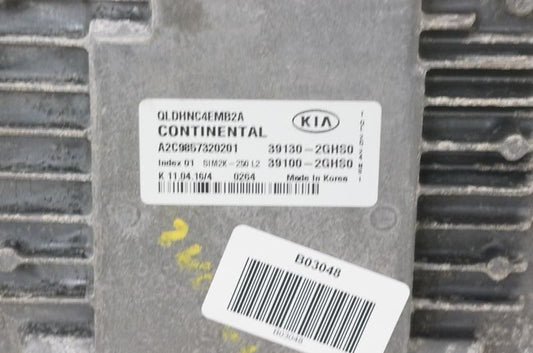 QLDHNC4EMB2A
KIA
CONTINENTAL
A2C9857320201 39130-2GHS0
Index 01 SIM2K-250 L2 39100-2GHS0
K 11.04.16/4 0264 Made in Korea
B03048
B03048